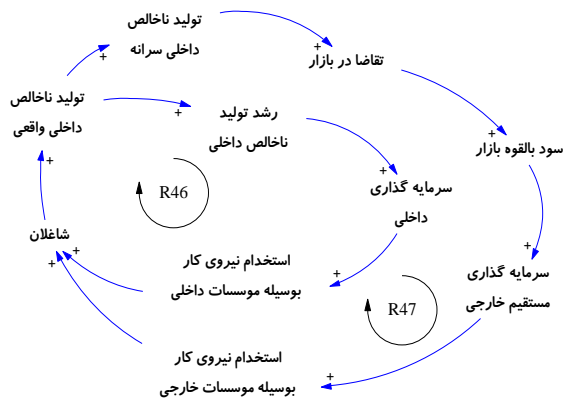 تولید ناخالص
داخلی سرانه
+
تقاضا در بازار
+
تولید ناخالص
داخلی واقعی
+
رشد تولید
ناخالص داخلی
+
سود بالقوه بازار
+
سرمایه گذاری
داخلی
+
R46
شاغلان
+
+
+
استخدام نیروی کار
بوسیله موسسات داخلی
+
سرمایه گذاری
مستقیم خارجی
+
R47
استخدام نیروی کار
بوسیله موسسات خارجی
+